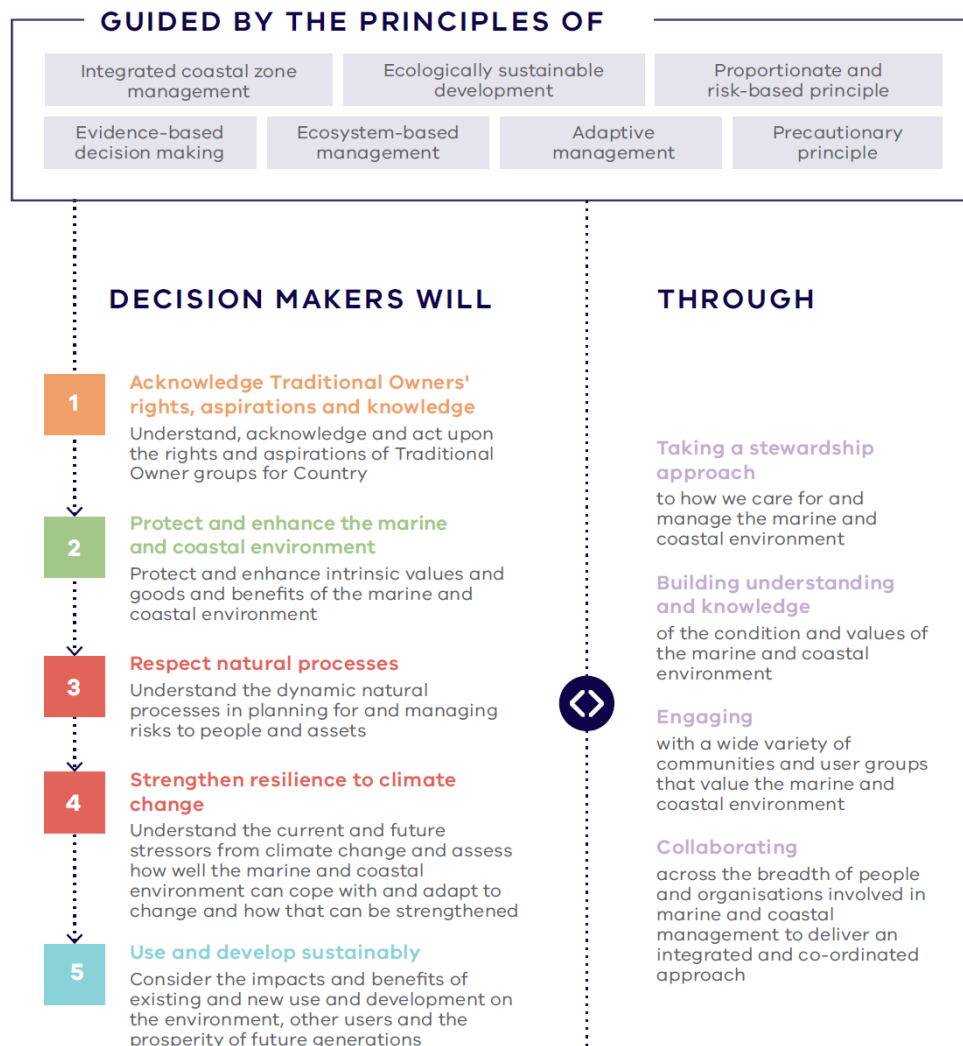 GUIDED BY THE PRINCIPLES OF
Integrated coastal zone
management
Ecologically sustainable
development
Proportionate and
risk-based principle
Evidence-based
decision making
Ecosystem-based
management
Adaptive
management
Precautionary
principle
DECISION MAKERS WILL
1
Acknowledge Traditional Owners'
rights, aspirations and knowledge
Understand, acknowledge and act upon
the rights and aspirations of Traditional
Owner groups for Country
2
Protect and enhance the marine
and coastal environment
Protect and enhance intrinsic values and
goods and benefits of the marine and
coastal environment
3
Respect natural processes
Understand the dynamic natural
processes in planning for and managing
risks to people and assets
4
Strengthen resilience to climate
change
Understand the current and future
stressors from climate change and assess
how well the marine and coastal
environment can cope with and adapt to
change and how that can be strengthened
5
Use and develop sustainably
Consider the impacts and benefits of
existing and new use and development on
the environment, other users and the
prosperity of future generations
THROUGH
Taking a stewardship
approach
to how we care for and
manage the marine and
coastal environment
Building understanding
and knowledge
of the condition and values of
the marine and coastal
environment
Engaging
with a wide variety of
communities and user groups
that value the marine and
coastal environment
Collaborating
across the breadth of people
and organisations involved in
marine and coastal
management to deliver an
integrated and co-ordinated
approach